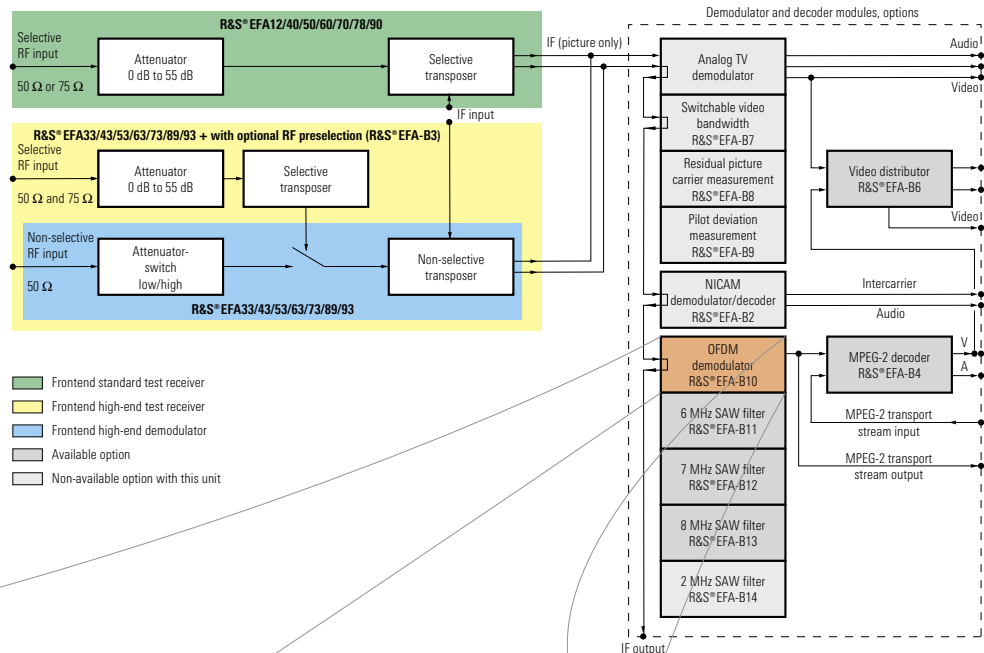 Demodulator and decoder modules, options
R&S®EFA12/40/50/60/70/78/90
Selective
RF input
50 Ω or 75 Ω
Attenuator
0 dB to 55 dB
Selective
transposer
IF (picture only)
IF input
R&S®EFA33/43/53/63/73/89/93 + with optional RF preselection (R&S®EFA-B3)
Selective
RF input
50 Ω and 75 Ω
Attenuator
0 dB to 55 dB
Selective
transposer
Non-selective
RF input
50 Ω
Attenuator-
switch
low/high
Non-selective
transposer
R&S®EFA33/43/53/63/73/89/93
Frontend standard test receiver
Frontend high-end test receiver
Frontend high-end demodulator
Available option
Non-available option with this unit
Analog TV
demodulator
Switchable video
bandwidth
R&S®EFA-B7
Residual picture
carrier measurement
R&S®EFA-B8
Pilot deviation
measurement
R&S®EFA-B9
NICAM
demodulator/decoder
R&S®EFA-B2
OFDM
demodulator
R&S®EFA-B10
6 MHz SAW filter
R&S®EFA-B11
7 MHz SAW filter
R&S®EFA-B12
8 MHz SAW filter
R&S®EFA-B13
2 MHz SAW filter
R&S®EFA-B14
IF output
Audio
Video
Video distributor
R&S®EFA-B6
Video
Intercarrier
Audio
MPEG-2 decoder
R&S®EFA-B4
V
A
MPEG-2 transport
stream input
MPEG-2 transport
stream output